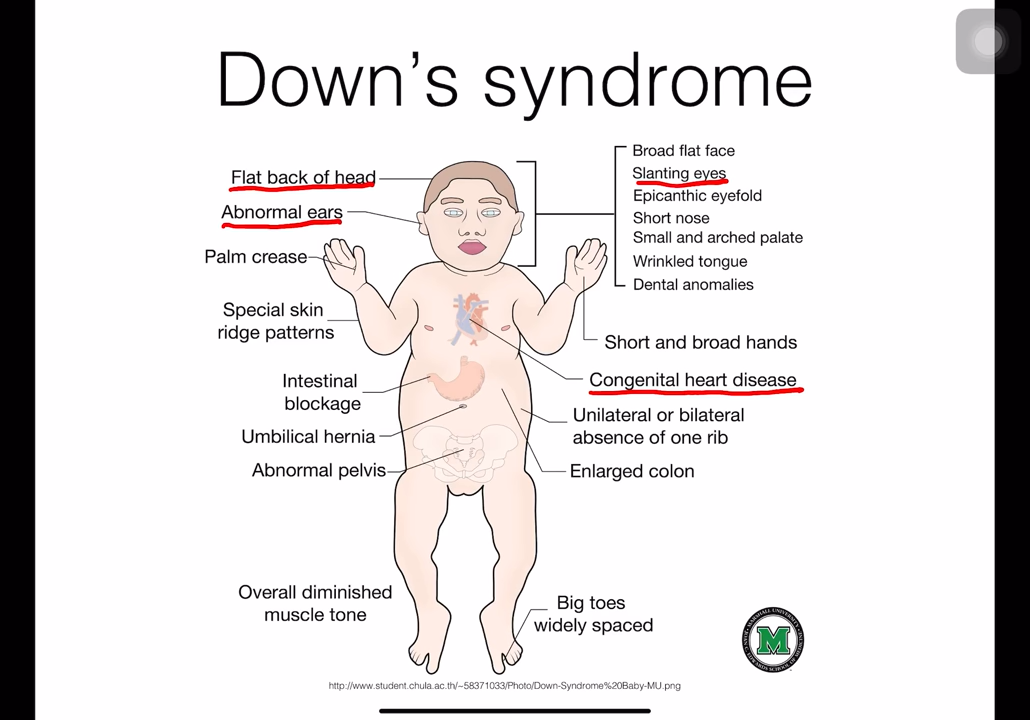 Down's syndrome
Flat back of head
Abnormal ears
Palm crease
Special skin
ridge patterns
Intestinal
blockage
Umbilical hernia
Abnormal pelvis
Overall diminished
muscle tone
Broad flat face
Slanting eyes
Epicanthic eyefold
Short nose
Small and arched palate
Wrinkled tongue
Dental anomalies
Short and broad hands
Congenital heart disease
Unilateral or bilateral
absence of one rib
Enlarged colon
Big toes
widely spaced
MARSHALL UNIVERSITY
M
http://www.student.chula.ac.th/~58371033/Photo/Down-Syndrome%20Baby-MU.png